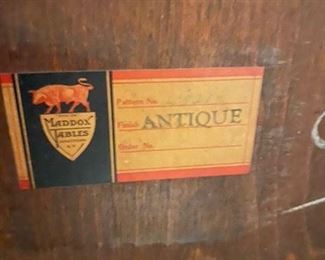 MADDOX
TABLES
Pattern No.
Finish ANTIQUE
Order No.